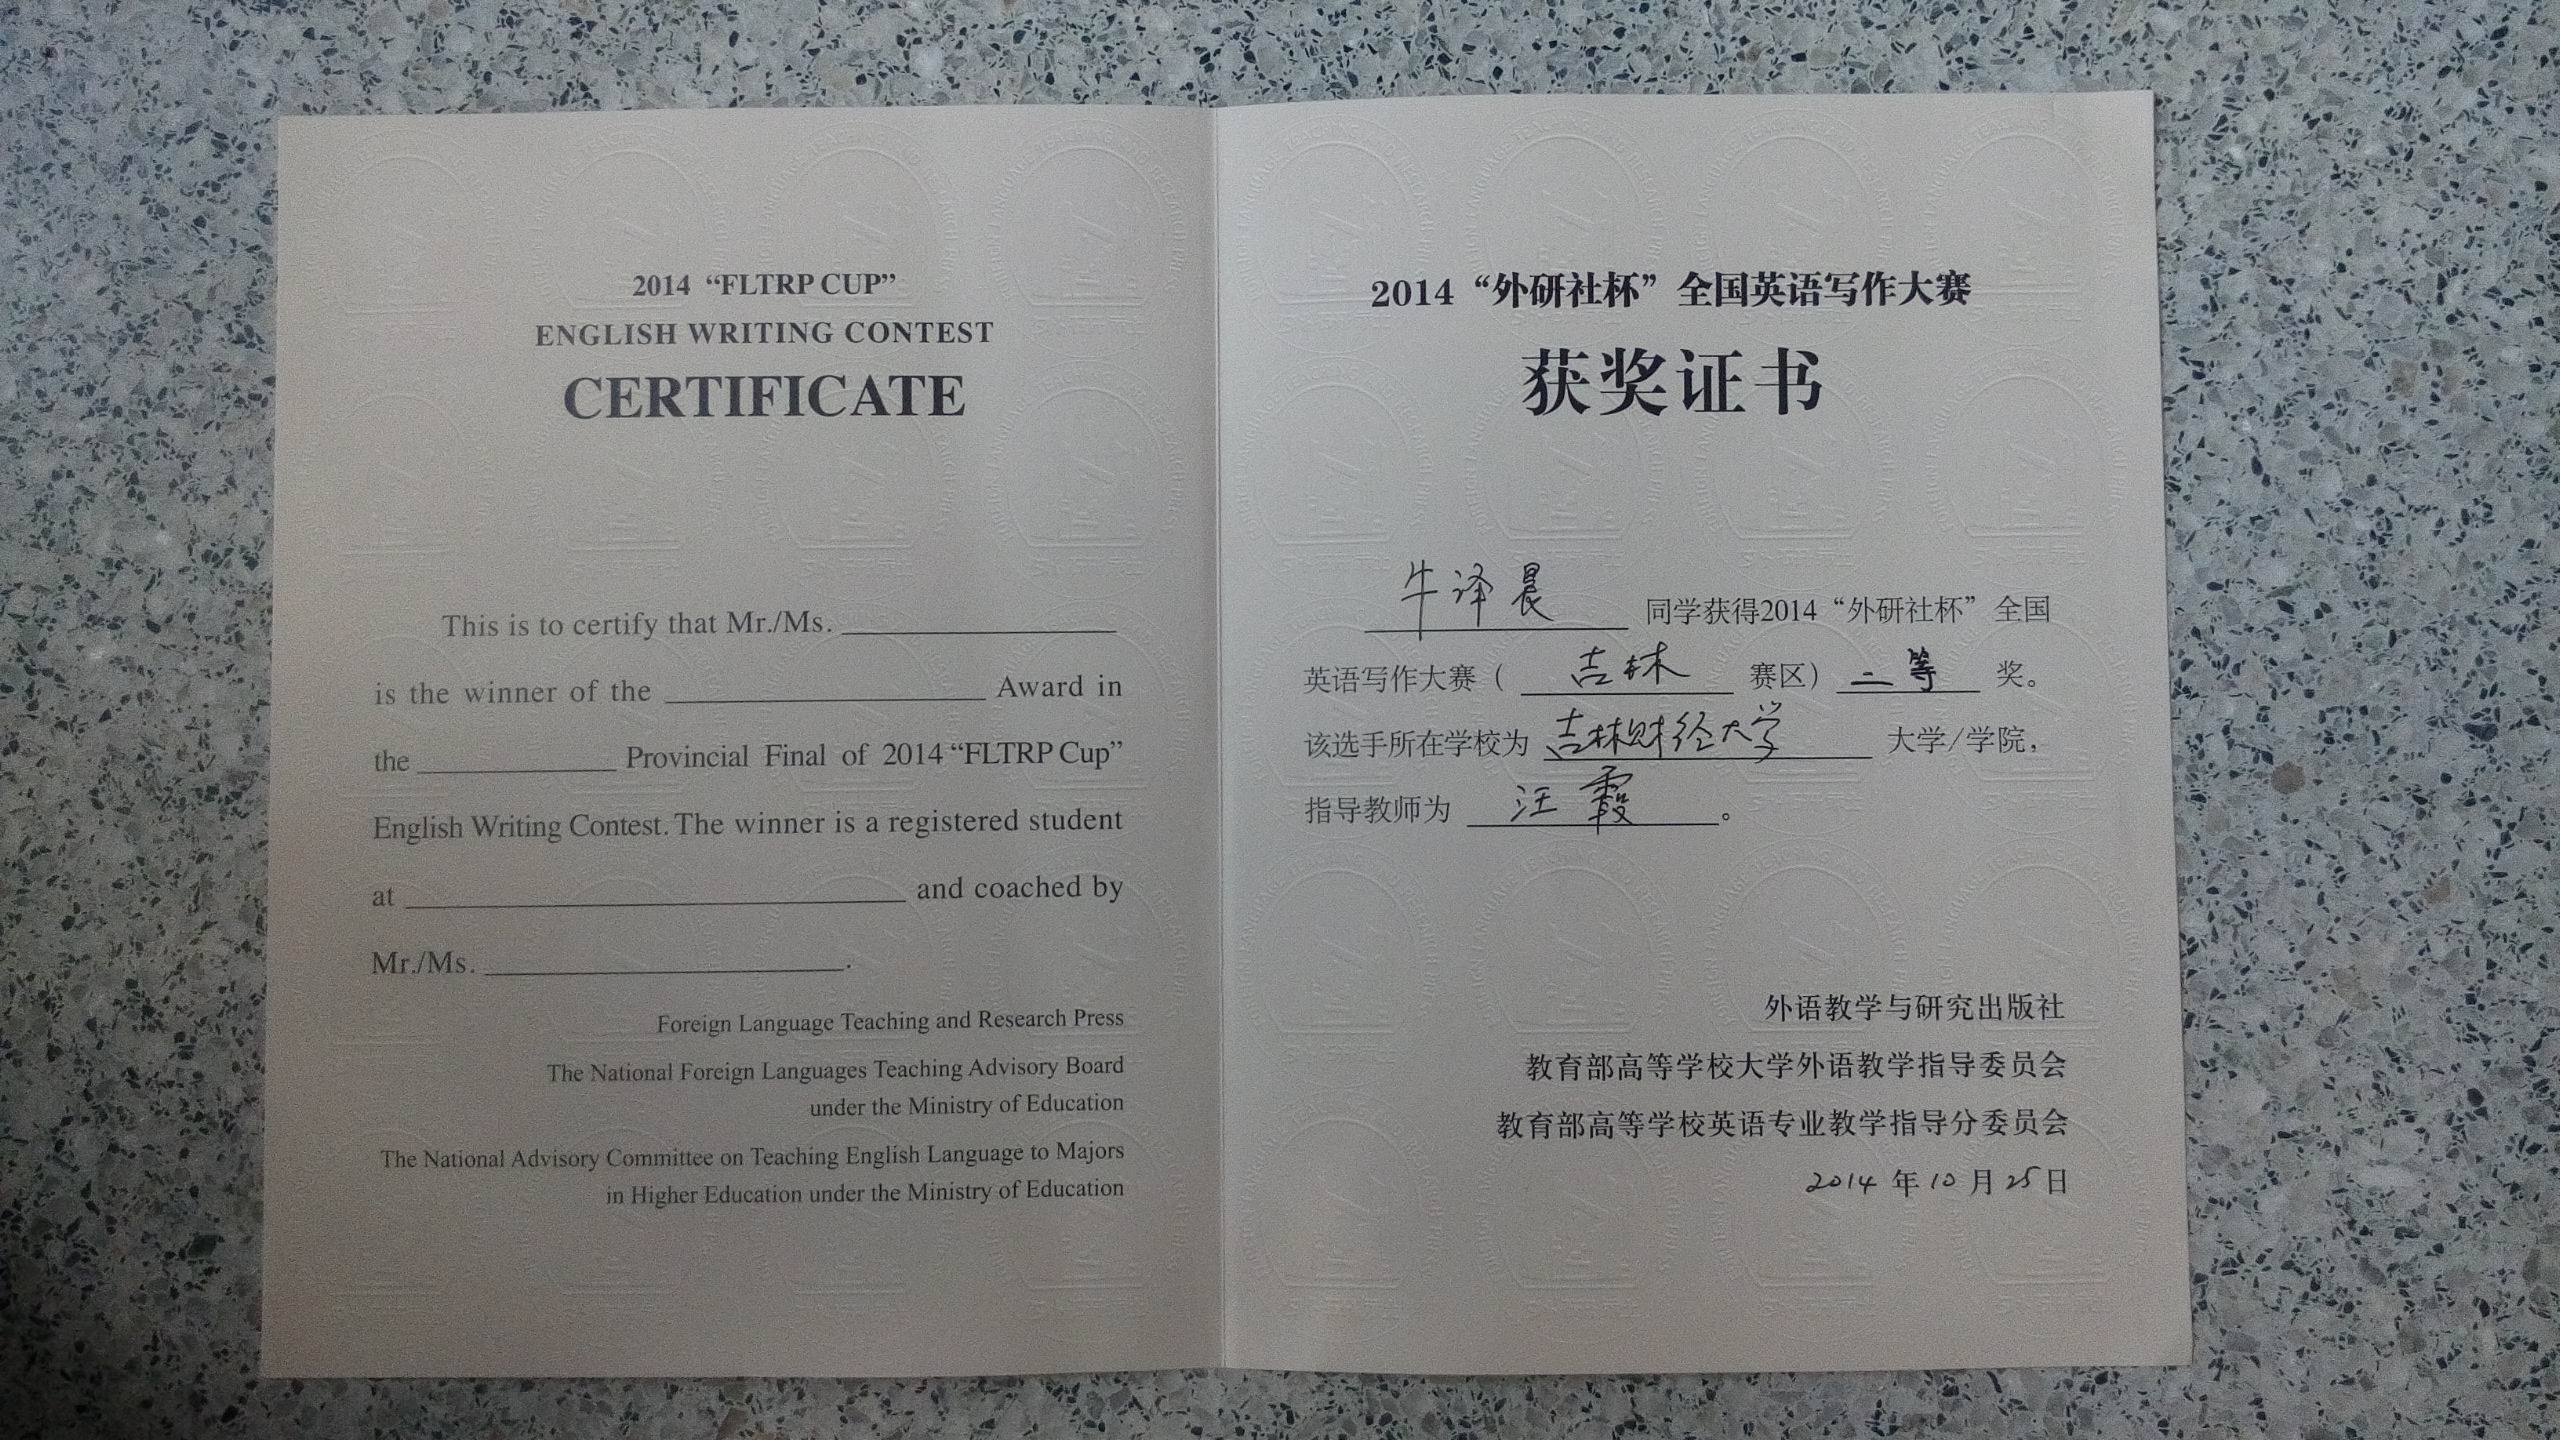 2014 “FLTRP CUP”
ENGLISH WRITING CONTEST
CERTIFICATE
This is to certify that Mr./Ms.
is the winner of the Award in
the Provincial Final of 2014 “FLTRP Cup”
English Writing Contest. The winner is a registered student
at and coached by
Mr./Ms. .
Foreign Language Teaching and Research Press
The National Foreign Languages Teaching Advisory Board
under the Ministry of Education
The National Advisory Committee on Teaching English Language to Majors
in Higher Education under the Ministry of Education
2014“外研社杯”全国英语写作大赛
获奖证书
牛译晨 同学获得2014“外研社杯”全国
英语写作大赛（ 吉林 赛区） 二等 奖。
该选手所在学校为 吉林财经大学 大学/学院，
指导教师为 汪霞 。
外语教学与研究出版社
教育部高等学校大学外语教学指导委员会
教育部高等学校英语专业教学指导分委员会
2014 年 10 月 25 日